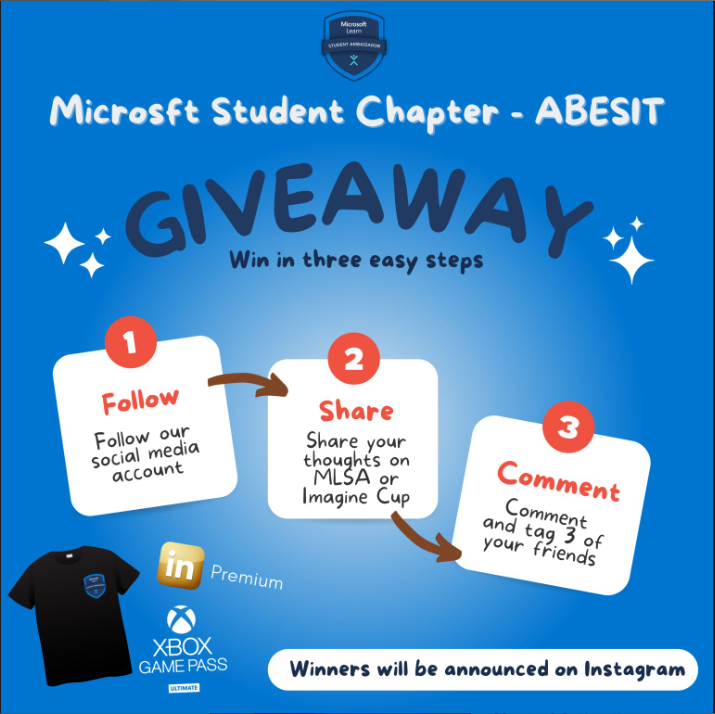 Microsoft
Learn
STUDENT AMBASSADOR
Microsft Student Chapter - ABESIT
GIVEAWAY
Win in three easy steps
1
Follow
Follow our
social media
account
2
Share
Share your
thoughts on
MLSA or
Imagine Cup
3
Comment
Comment
and tag 3 of
your friends
in Premium
XBOX
GAME PASS
ULTIMATE
Winners will be announced on Instagram